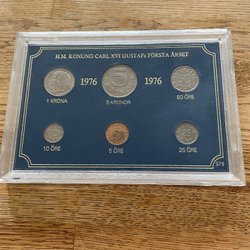 H.M. KONUNG CARL XVI GUSTAFs FÖRSTA ÅRSET
1976 1976
1 KRONA 5 KRONOR 50 ÖRE
10 ÖRE 5 ÖRE 25 ÖRE